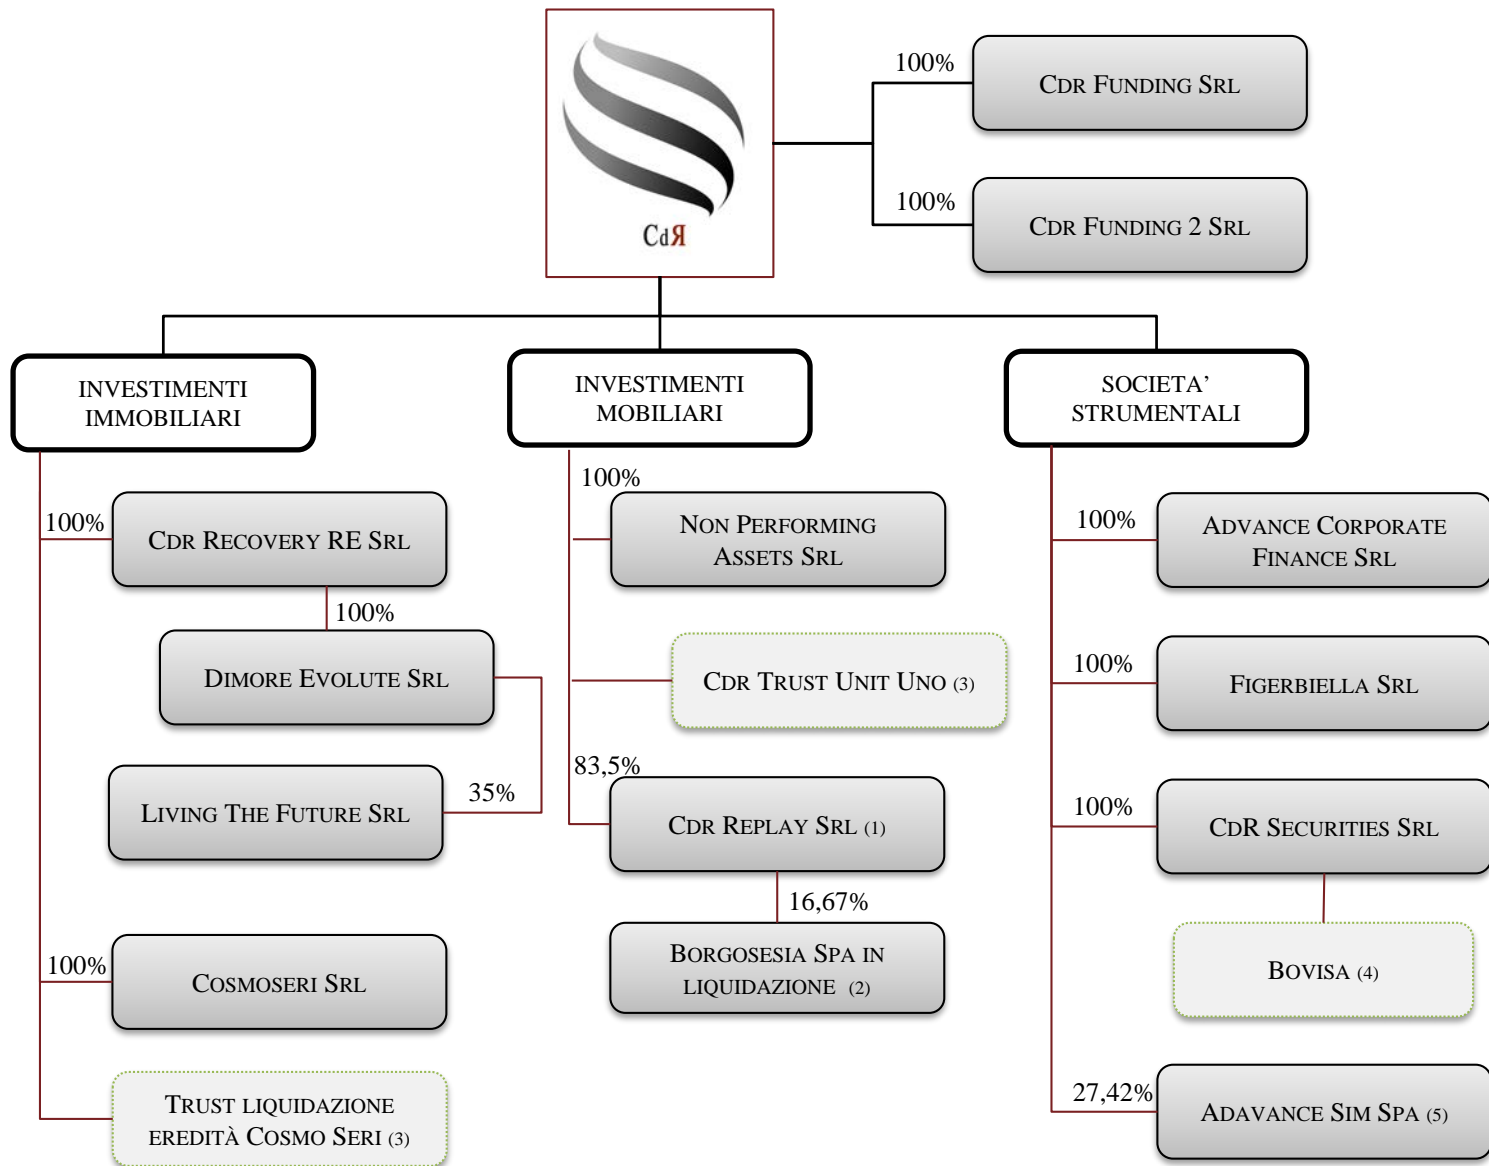 100%
CDR FUNDING SRL
CdЯ
100%
CDR FUNDING 2 SRL
INVESTIMENTI
IMMOBILIARI
INVESTIMENTI
MOBILIARI
SOCIETA’
STRUMENTALI
100%
CDR RECOVERY RE SRL
100%
DIMORE EVOLUTE SRL
LIVING THE FUTURE SRL
35%
100%
COSMOSERI SRL
TRUST LIQUIDAZIONE
EREDITÀ COSMO SERI (3)
100%
NON PERFORMING
ASSETS SRL
CDR TRUST UNIT UNO (3)
83,5%
CDR REPLAY SRL (1)
16,67%
BORGOSESIA SPA IN
LIQUIDAZIONE (2)
100%
ADVANCE CORPORATE
FINANCE SRL
100%
FIGERBIELLA SRL
100%
CDR SECURITIES SRL
BOVISA (4)
27,42%
ADAVANCE SIM SPA (5)